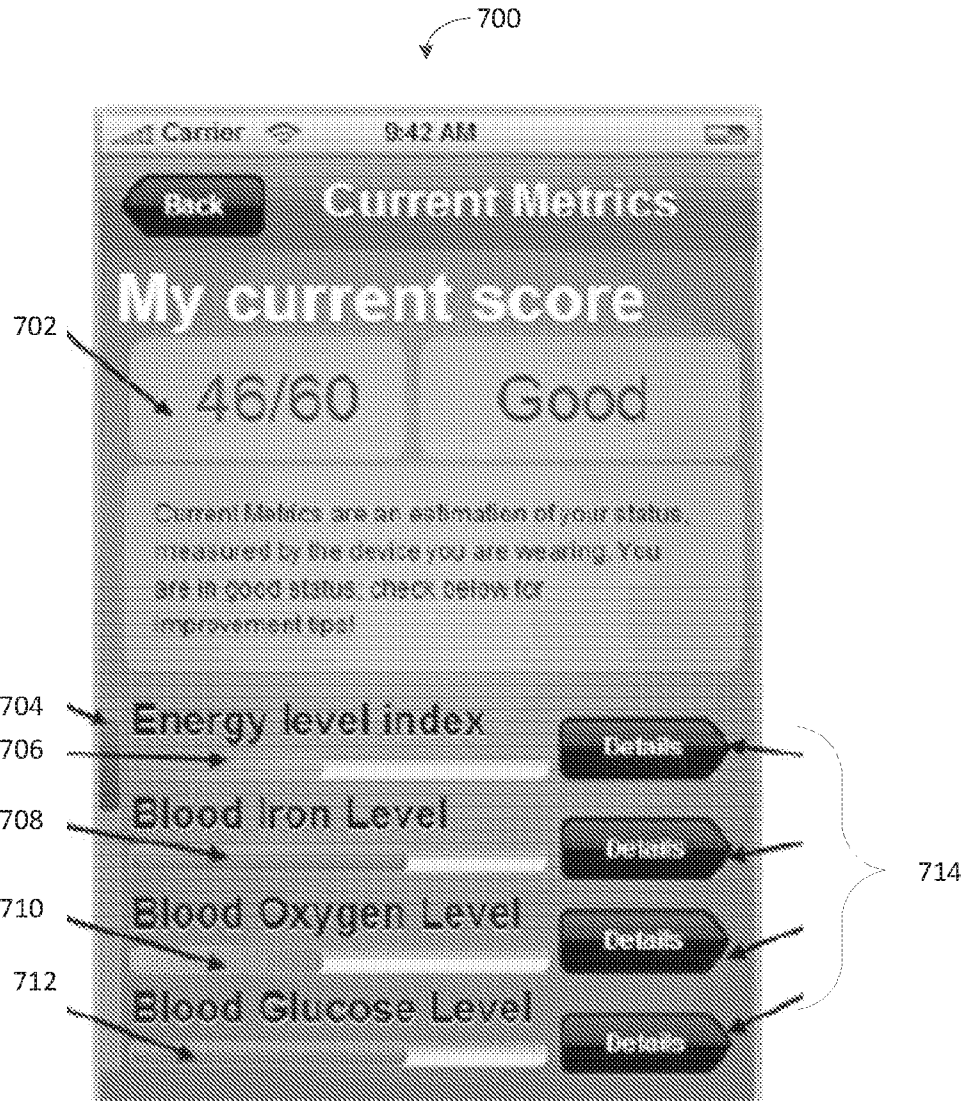 700
Carrier 9:42 AM
Back Current Metrics
My current score
702
46/60 Good
Current Metrics are an estimation of your status,
measured by the device you are wearing. You
are in good status, check below for
improvement tips!
704 Energy level index
706 Details
Blood Iron Level
708 Details
714
710 Blood Oxygen Level
Details
712 Blood Glucose Level
Details